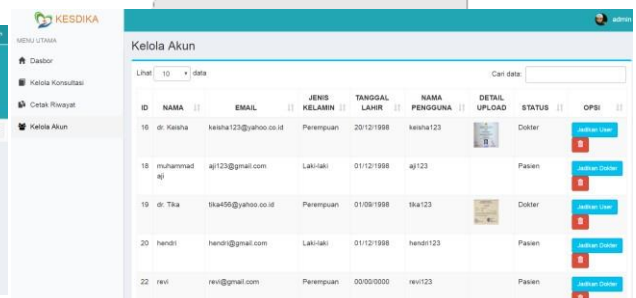 KESDIKA
admin
MENU UTAMA
Dasbor
Kelola Konsultasi
Cetak Riwayat
Kelola Akun
Kelola Akun
Lihat 10 data
Cari data:
ID NAMA EMAIL JENIS KELAMIN TANGGAL LAHIR NAMA PENGGUNA DETAIL UPLOAD STATUS OPSI
16 dr. Keisha keisha123@yahoo.co.id Perempuan 20/12/1998 keisha123 Dokter Jadikan User
18 muhammad aji aji123@gmail.com Laki-laki 01/12/1998 aji123 Pasien Jadikan Dokter
19 dr. Tika tika456@yahoo.co.id Perempuan 01/09/1998 tika123 Dokter Jadikan User
20 hendri hendri@gmail.com Laki-laki 01/12/1998 hendri123 Pasien Jadikan Dokter
22 revi revi@gmail.com Perempuan 00/00/0000 revi123 Pasien Jadikan Dokter